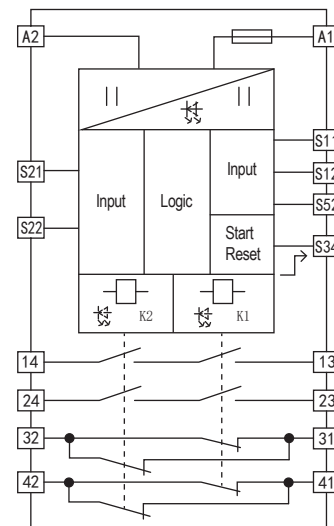 A2 A1
S11
S21 Input Logic Input S12
S52
S22 Start
Reset S34
K2 K1
14 13
24 23
32 31
42 41